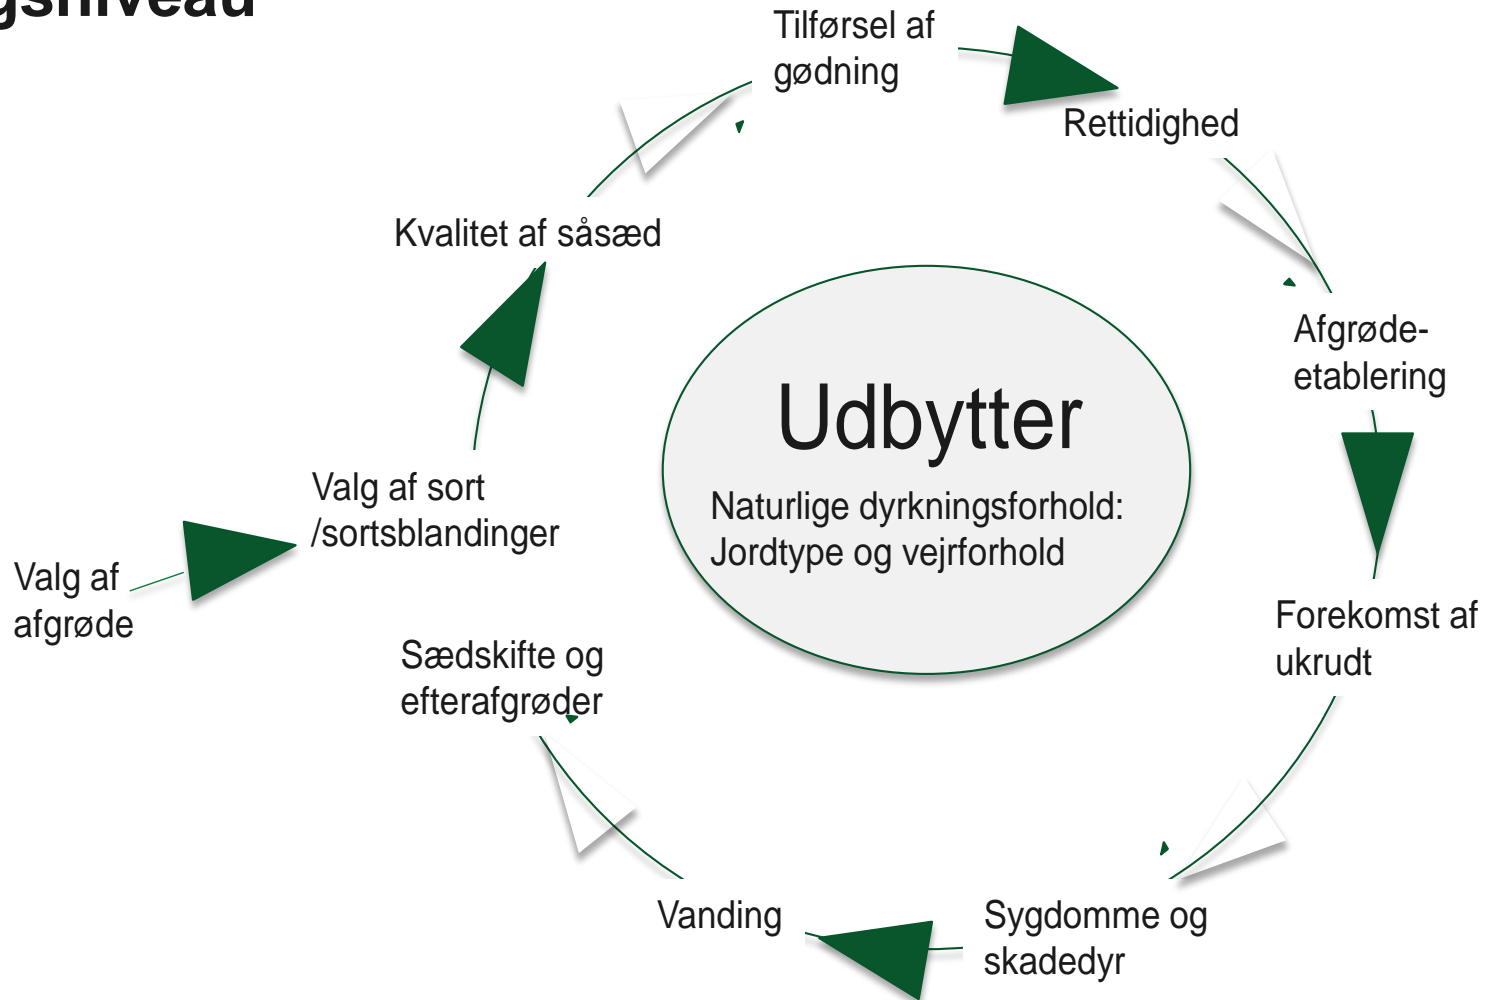 gsniveau
Tilførsel af
gødning
Rettidighed
Kvalitet af såsæd
Afgrøde-
etablering
Udbytter
Naturlige dyrkningsforhold:
Jordtype og vejrforhold
Valg af sort
/sortsblandinger
Valg af
afgrøde
Forekomst af
ukrudt
Sædskifte og
efterafgrøder
Vanding
Sygdomme og
skadedyr